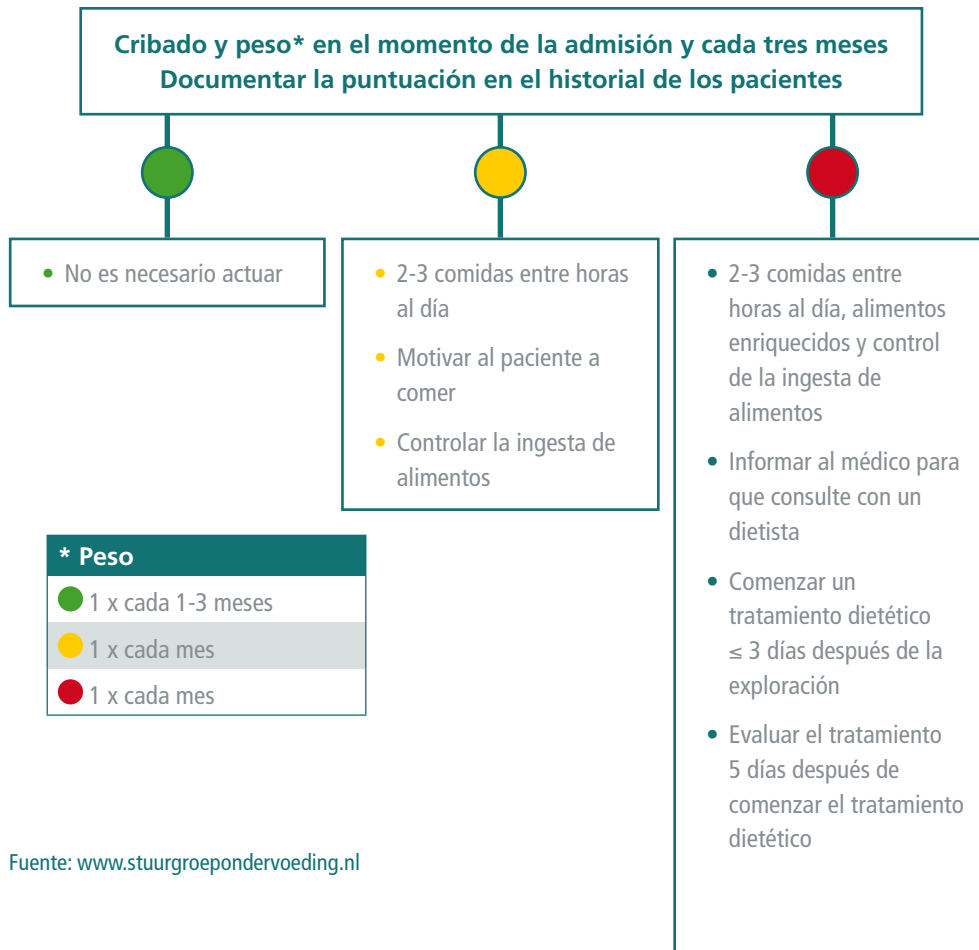 Cribado y peso* en el momento de la admisión y cada tres meses
Documentar la puntuación en el historial de los pacientes
• No es necesario actuar
• 2-3 comidas entre horas
al día
• Motivar al paciente a
comer
• Controlar la ingesta de
alimentos
• 2-3 comidas entre
horas al día, alimentos
enriquecidos y control
de la ingesta de
alimentos
• Informar al médico para
que consulte con un
dietista
• Comenzar un
tratamiento dietético
≤ 3 días después de la
exploración
• Evaluar el tratamiento
5 días después de
comenzar el tratamiento
dietético
* Peso
1 x cada 1-3 meses
1 x cada mes
1 x cada mes
Fuente: www.stuurgroepondervoeding.nl